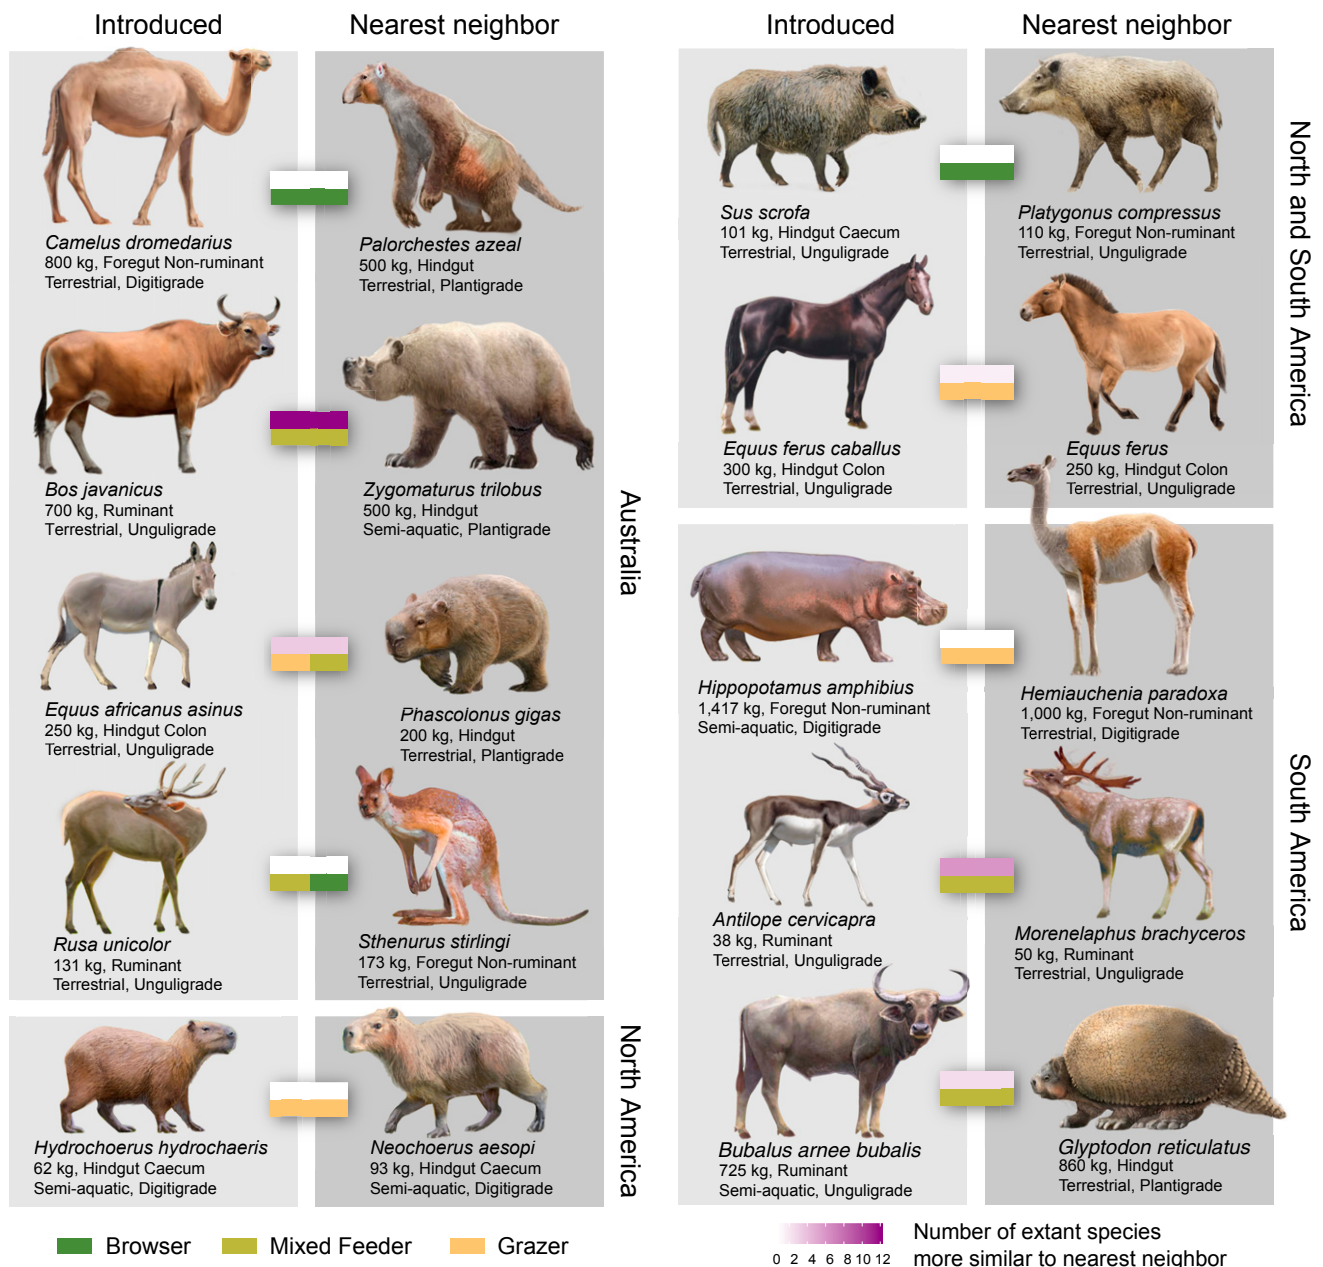 Introduced
Nearest neighbor
Camelus dromedarius
800 kg, Foregut Non-ruminant
Terrestrial, Digitigrade
Palorchestes azeal
500 kg, Hindgut
Terrestrial, Plantigrade
Bos javanicus
700 kg, Ruminant
Terrestrial, Unguligrade
Zygomaturus trilobus
500 kg, Hindgut
Semi-aquatic, Plantigrade
Equus africanus asinus
250 kg, Hindgut Colon
Terrestrial, Unguligrade
Phascolonus gigas
200 kg, Hindgut
Terrestrial, Plantigrade
Rusa unicolor
131 kg, Ruminant
Terrestrial, Unguligrade
Sthenurus stirlingi
173 kg, Foregut Non-ruminant
Terrestrial, Unguligrade
Australia
Hydrochoerus hydrochaeris
62 kg, Hindgut Caecum
Semi-aquatic, Digitigrade
Neochoerus aesopi
93 kg, Hindgut Caecum
Semi-aquatic, Digitigrade
North America
Introduced
Nearest neighbor
Sus scrofa
101 kg, Hindgut Caecum
Terrestrial, Unguligrade
Platygonus compressus
110 kg, Foregut Non-ruminant
Terrestrial, Unguligrade
Equus ferus caballus
300 kg, Hindgut Colon
Terrestrial, Unguligrade
Equus ferus
250 kg, Hindgut Colon
Terrestrial, Unguligrade
North and South America
Hippopotamus amphibius
1,417 kg, Foregut Non-ruminant
Semi-aquatic, Digitigrade
Hemiauchenia paradoxa
1,000 kg, Foregut Non-ruminant
Terrestrial, Digitigrade
Antilope cervicapra
38 kg, Ruminant
Terrestrial, Unguligrade
Morenelaphus brachyceros
50 kg, Ruminant
Terrestrial, Unguligrade
Bubalus arnee bubalis
725 kg, Ruminant
Semi-aquatic, Unguligrade
Glyptodon reticulatus
860 kg, Hindgut
Terrestrial, Plantigrade
South America
Browser
Mixed Feeder
Grazer
0 2 4 6 8 10 12
Number of extant species
more similar to nearest neighbor